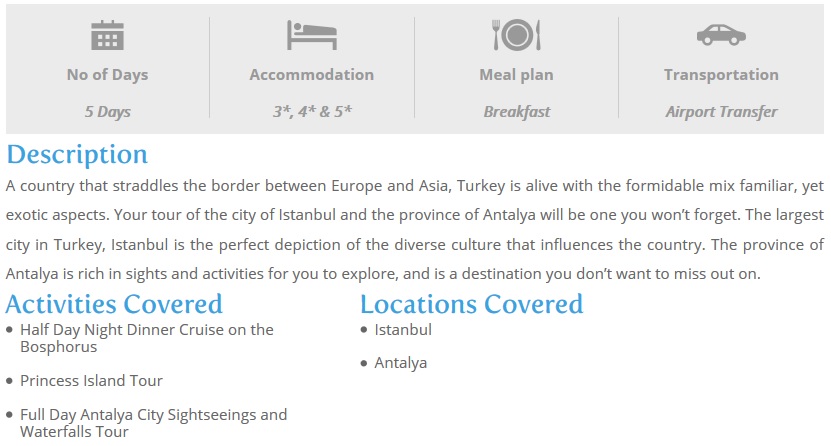 No of Days
Accommodation
Meal plan
Transportation
5 Days
3*, 4* & 5*
Breakfast
Airport Transfer
Description
A country that straddles the border between Europe and Asia, Turkey is alive with the formidable mix familiar, yet
exotic aspects. Your tour of the city of Istanbul and the province of Antalya will be one you won't forget. The largest
city in Turkey, Istanbul is the perfect depiction of the diverse culture that influences the country. The province of
Antalya is rich in sights and activities for you to explore, and is a destination you don't want to miss out on.
Activities Covered
Half Day Night Dinner Cruise on the
Bosphorus
Princess Island Tour
Full Day Antalya City Sightseeings and
Waterfalls Tour
Locations Covered
Istanbul
Antalya